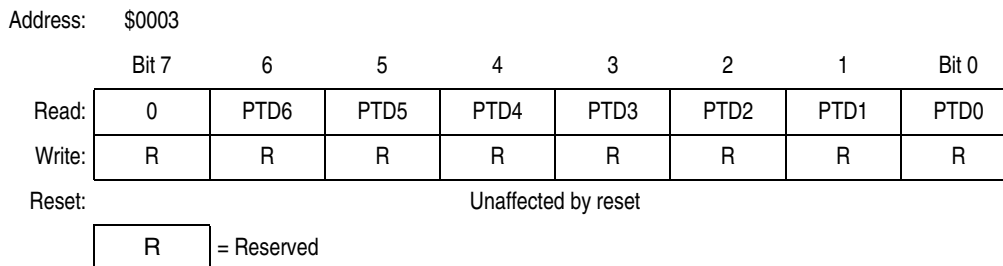 Address: $0003
Bit 7 6 5 4 3 2 1 Bit 0
Read: 0 PTD6 PTD5 PTD4 PTD3 PTD2 PTD1 PTD0
Write: R R R R R R R R
Reset: Unaffected by reset
R = Reserved